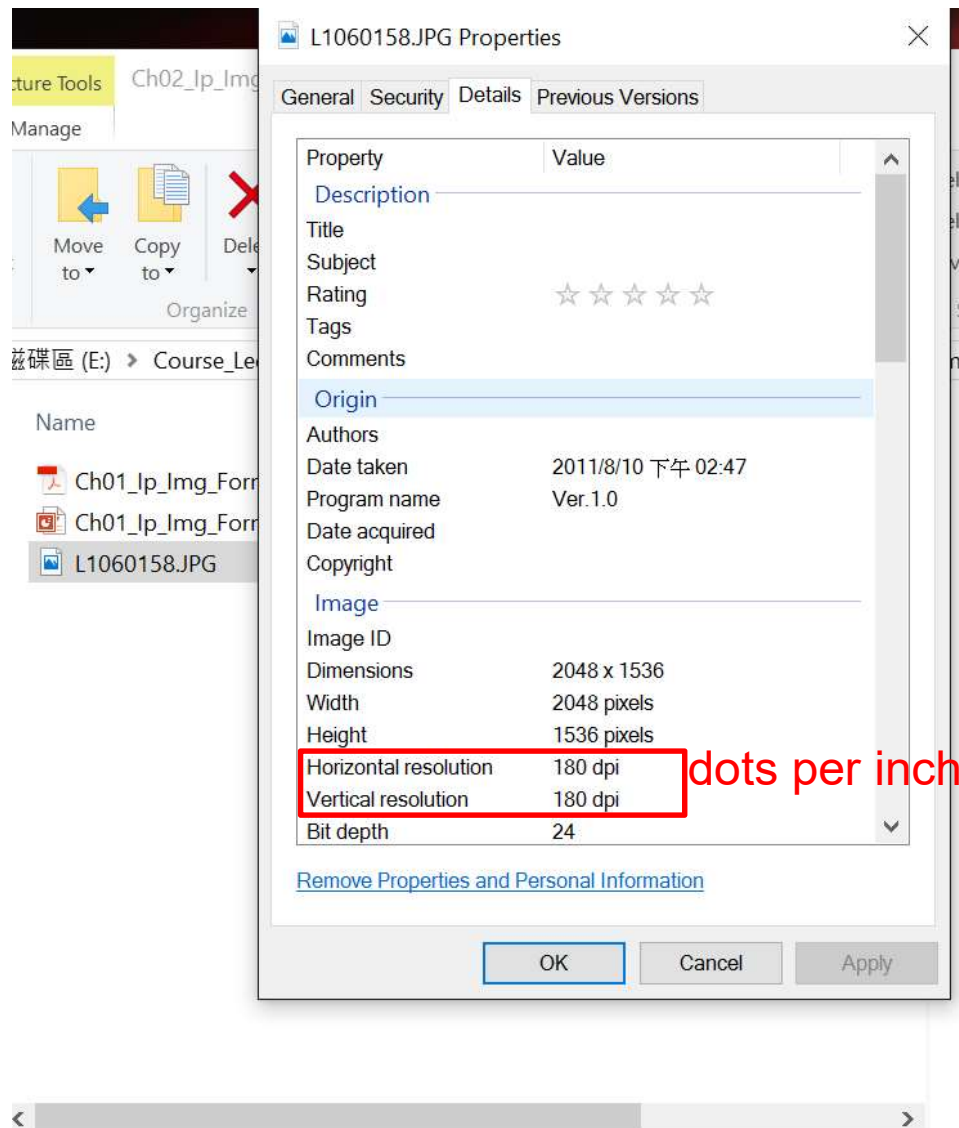 L1060158.JPG Properties
cture Tools
Ch02_Ip_Img
Manage
General Security Details Previous Versions
Property Value
Description
Title
Subject
Rating
Tags
Comments
Move to
Copy to
Dele
Organize
磁碟區 (E:) > Course_Le
Origin
Authors
Date taken 2011/8/10 下午 02:47
Program name Ver.1.0
Date acquired
Copyright
Name
Ch01_Ip_Img_Forr
Ch01_Ip_Img_Forr
L1060158.JPG
Image
Image ID
Dimensions 2048 x 1536
Width 2048 pixels
Height 1536 pixels
Horizontal resolution 180 dpi
Vertical resolution 180 dpi
dots per inch
Bit depth 24
Remove Properties and Personal Information
OK Cancel Apply